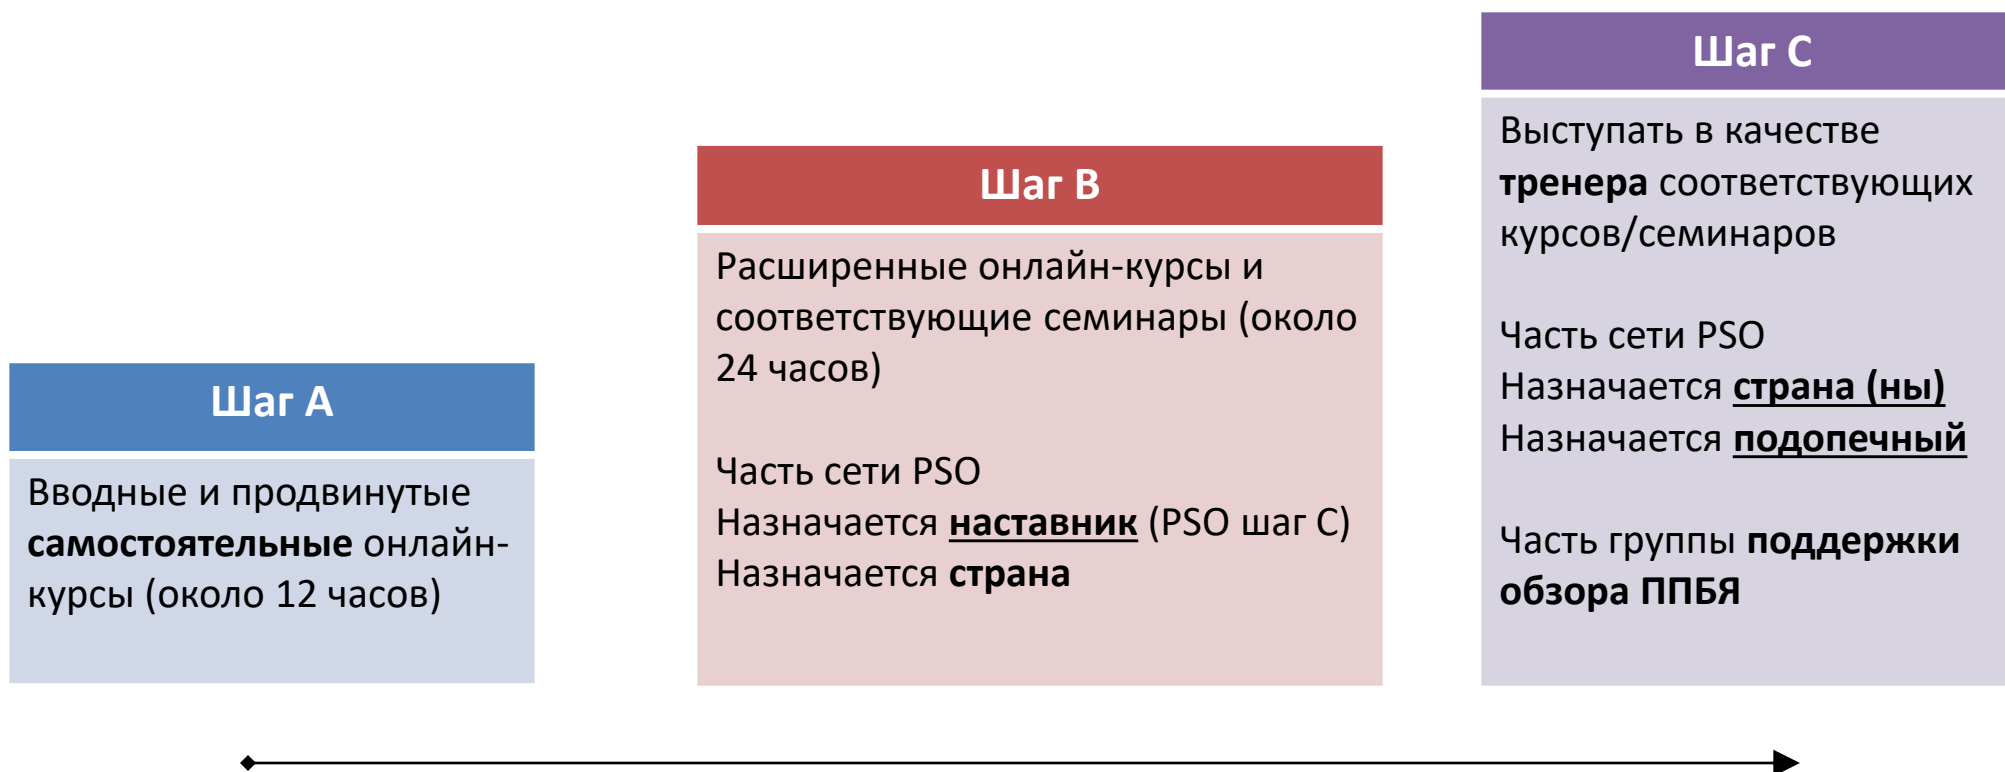 Шаг А
Вводные и продвинутые
самостоятельные онлайн-
курсы (около 12 часов)
Шаг В
Расширенные онлайн-курсы и
соответствующие семинары (около
24 часов)
Часть сети PSO
Назначается наставник (PSO шаг С)
Назначается страна
Шаг С
Выступать в качестве
тренера соответствующих
курсов/семинаров
Часть сети PSO
Назначается страна (ны)
Назначается подопечный
Часть группы поддержки
обзора ППБЯ